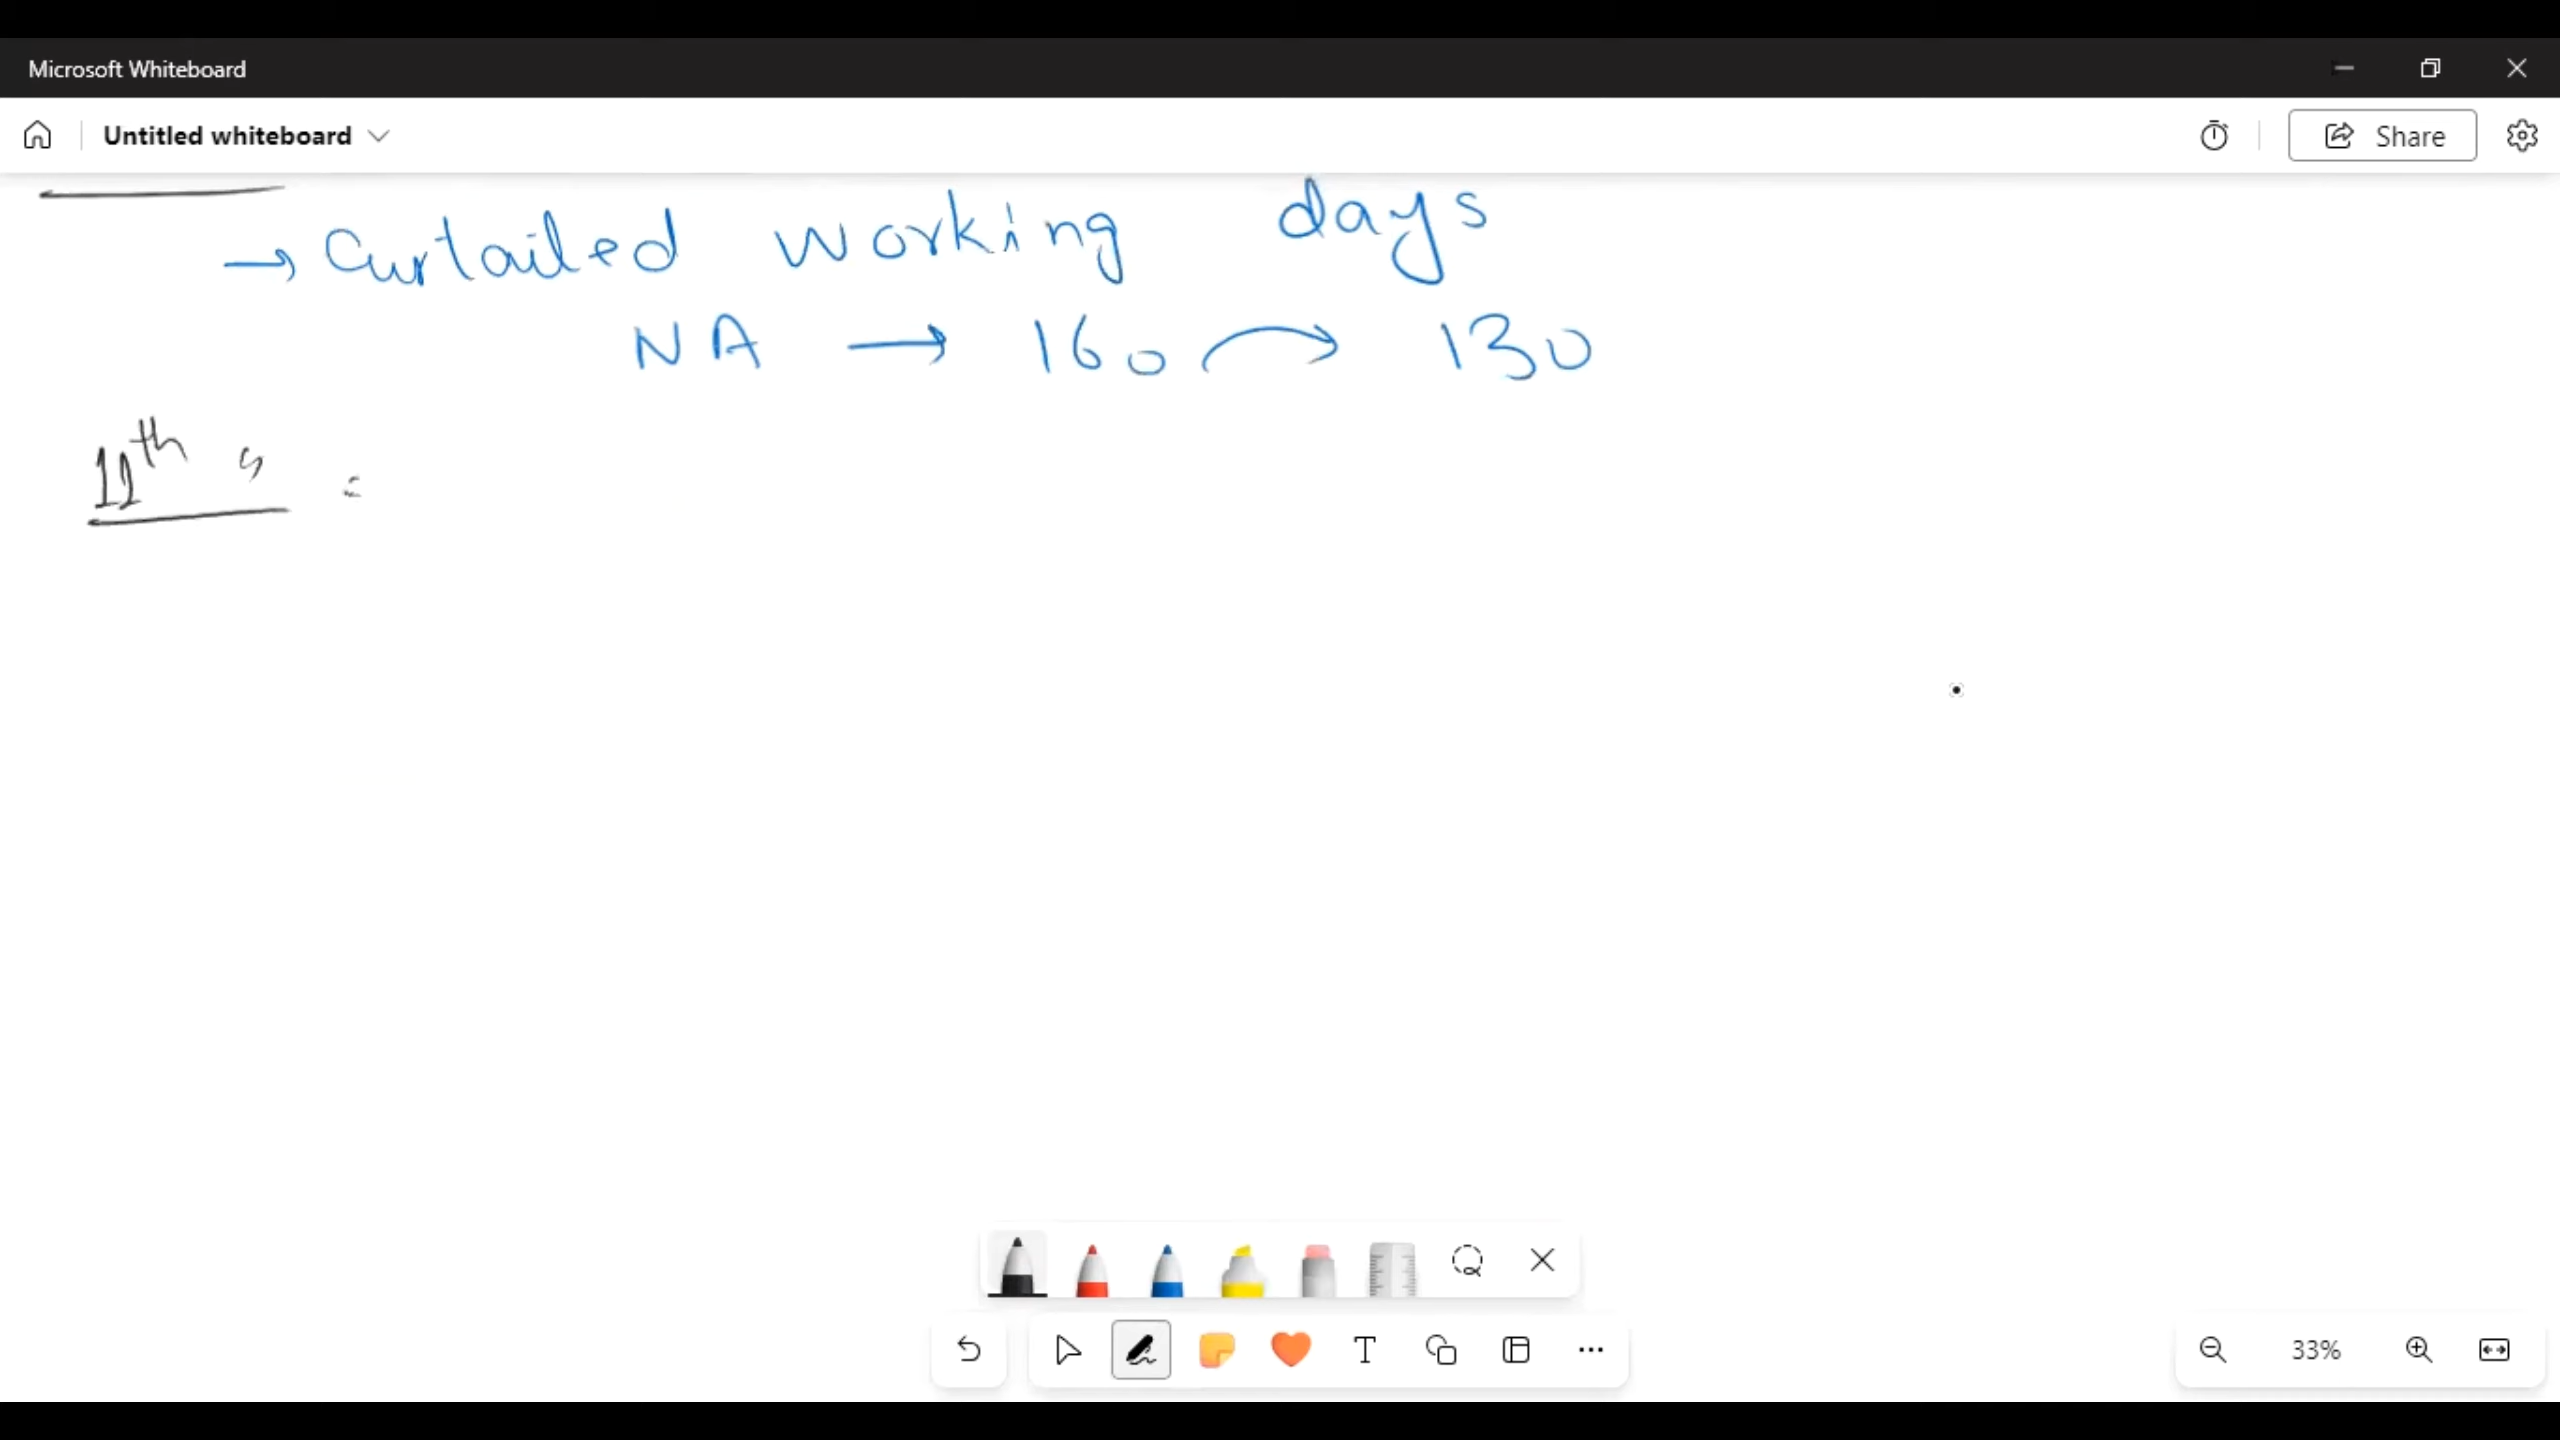 Microsoft Whiteboard
Untitled whiteboard
Share
→ Curtailed working days
NA → 160 → 130
11th
T
33%